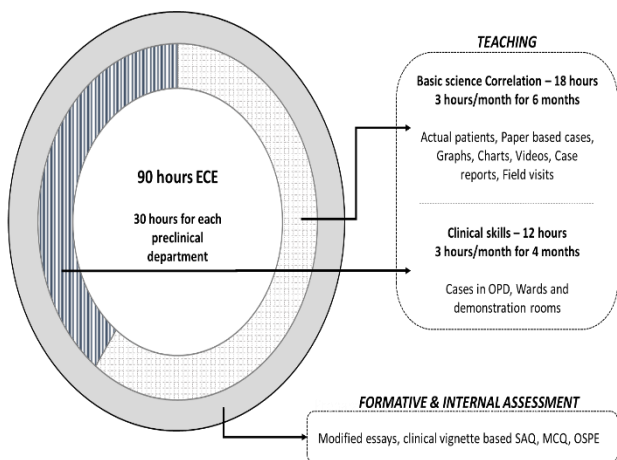 TEACHING
Basic science Correlation – 18 hours
3 hours/month for 6 months
Actual patients, Paper based cases,
Graphs, Charts, Videos, Case
reports, Field visits
90 hours ECE
30 hours for each
preclinical
department
Clinical skills – 12 hours
3 hours/month for 4 months
Cases in OPD, Wards and
demonstration rooms
FORMATIVE & INTERNAL ASSESSMENT
Modified essays, clinical vignette based SAQ, MCQ, OSPE